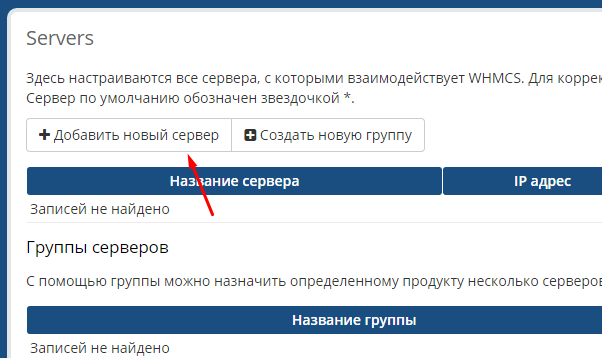 Servers
Здесь настраиваются все сервера, с которыми взаимодействует WHMCS. Для
Сервер по умолчанию обозначен звездочкой *.
Добавить новый сервер Создать новую группу
Название сервера IP адрес
Записей не найдено
Группы серверов
С помощью группы можно назначить определенному продукту несколько
Название группы
Записей не найдено